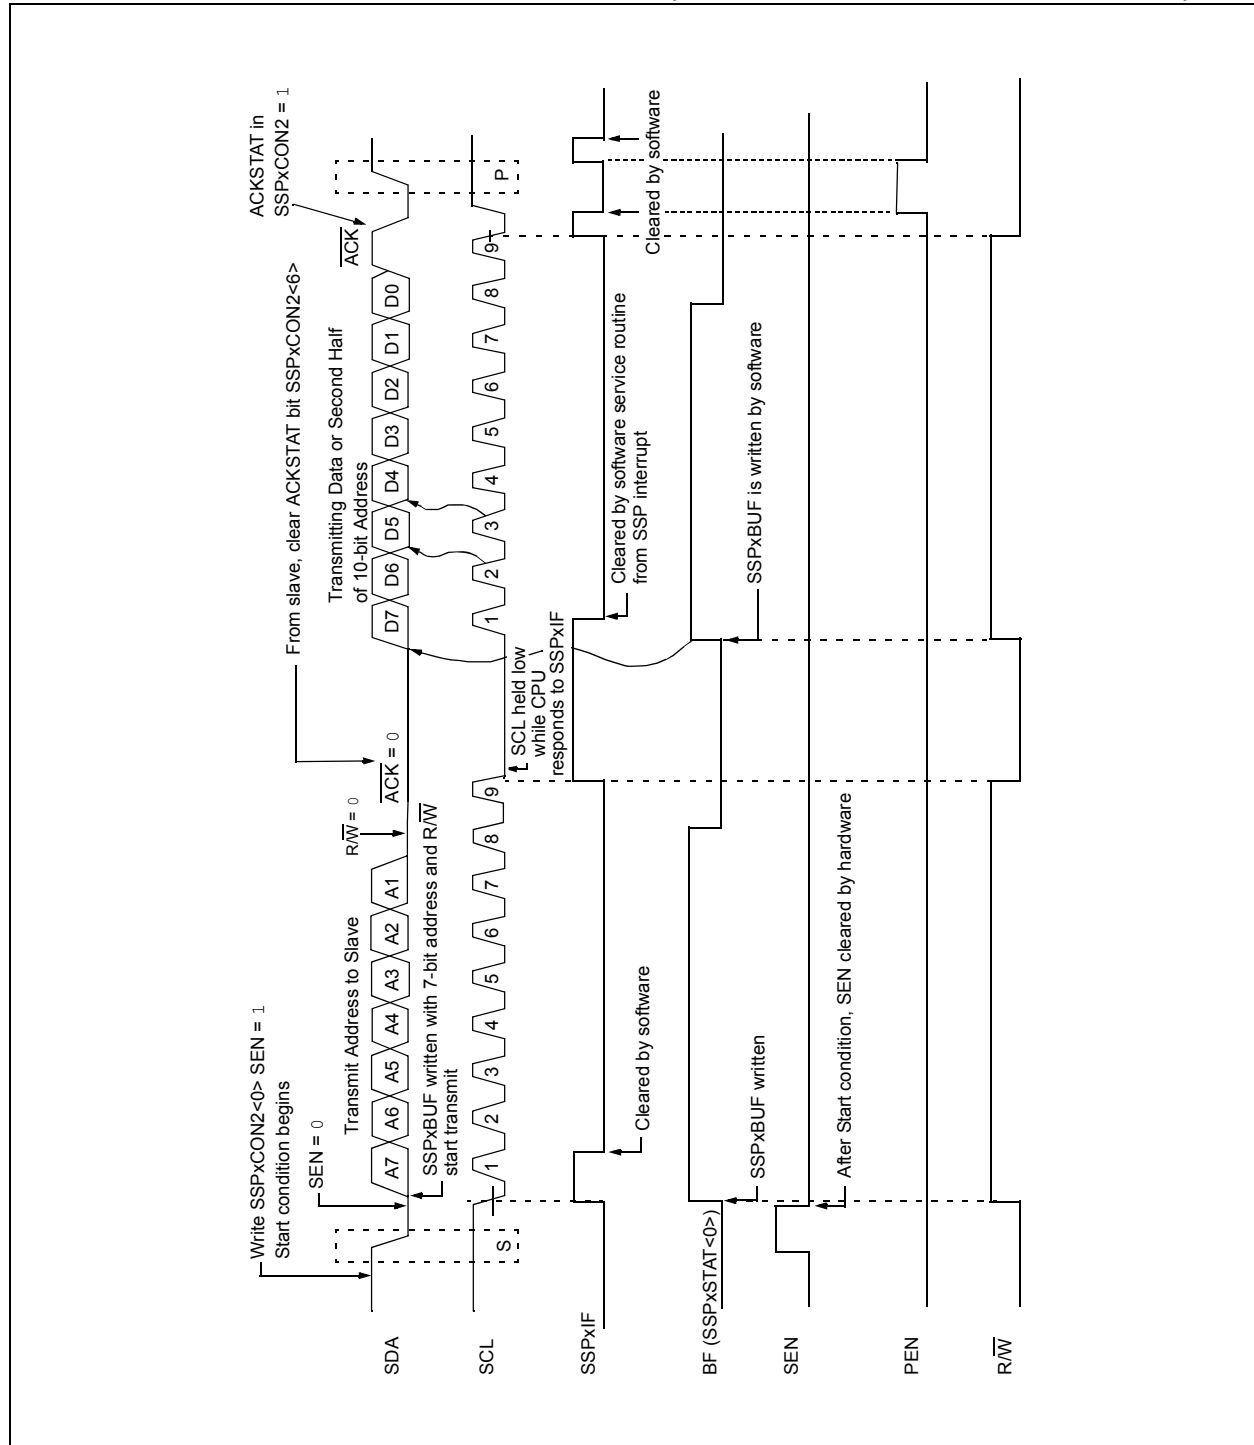 Write SSPxCON2<0> SEN = 1
Start condition begins
SEN = 0
From slave, clear ACKSTAT bit SSPxCON2<6>
ACKSTAT in
SSPxCON2 = 1
Transmit Address to Slave
R/W = 0
ACK = 0
Transmitting Data or Second Half
of 10-bit Address
ACK
SDA
A7 A6 A5 A4 A3 A2 A1
D7 D6 D5 D4 D3 D2 D1 D0
SSPxBUF written with 7-bit address and R/W
start transmit
SCL
S
1 2 3 4 5 6 7 8 9
1 2 3 4 5 6 7 8 9
P
SCL held low
while CPU
responds to SSPxIF
SSPxIF
Cleared by software
Cleared by software service routine
from SSP interrupt
Cleared by software
BF (SSPxSTAT<0>)
SSPxBUF written
SSPxBUF is written by software
SEN
After Start condition, SEN cleared by hardware
PEN
R/W